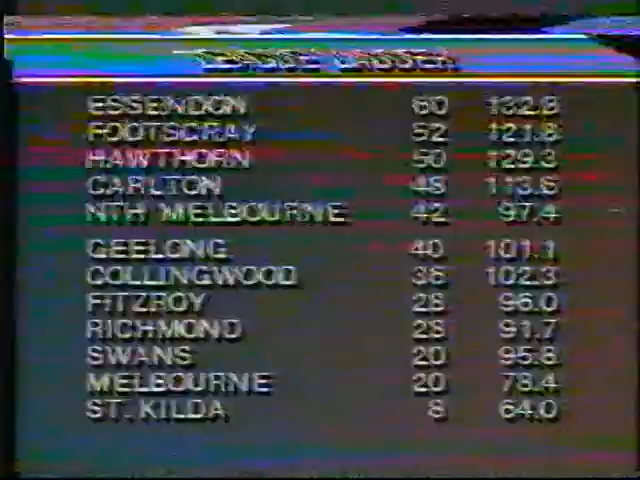 LEAGUE LADDER
ESSENDON 60 132.8
FOOTSCRAY 52 121.8
HAWTHORN 50 129.3
CARLTON 48 113.6
NTH MELBOURNE 42 97.4
GEELONG 40 101.1
COLLINGWOOD 36 102.3
FITZROY 28 96.0
RICHMOND 28 91.7
SWANS 20 95.8
MELBOURNE 20 78.4
ST. KILDA 8 64.0